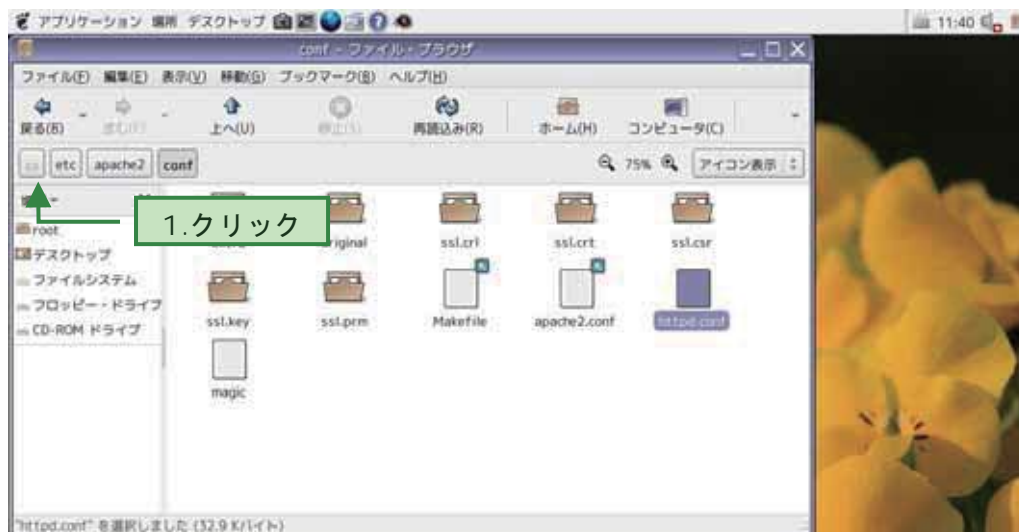 アプリケーション 場所 デスクトップ 11:40
conf - ファイル・ブラウザ
ファイル(F) 編集(E) 表示(V) 移動(G) ブックマーク(B) ヘルプ(H)
戻る(B) 上へ(U) 再読込み(R) ホーム(H) コンピュータ(C)
etc apache2 conf 75% アイコン表示
1.クリック
root
デスクトップ
ファイルシステム
フロッピー・ドライブ
CD-ROM ドライブ
original ssl.crl ssl.crt ssl.csr
ssl.key ssl.prm Makefile apache2.conf httpd.conf
magic
"httpd.conf" を選択しました (32.9 Kバイト)